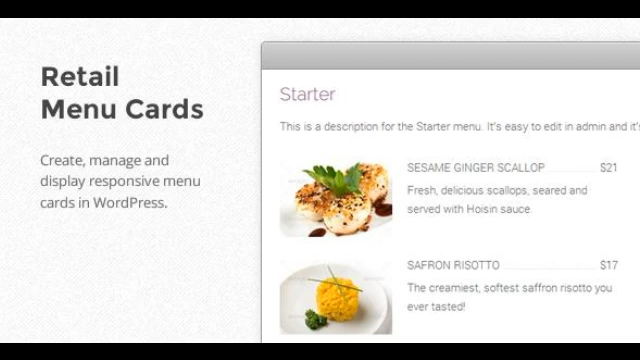 Retail
Menu Cards
Create, manage and
display responsive menu
cards in WordPress.
Starter
This is a description for the Starter menu. It's easy to edit in admin and it's
SESAME GINGER SCALLOP $21
Fresh, delicious scallops, seared and
served with Hoisin sauce.
SAFRON RISOTTO $17
The creamiest, softest saffron risotto you
ever tasted!